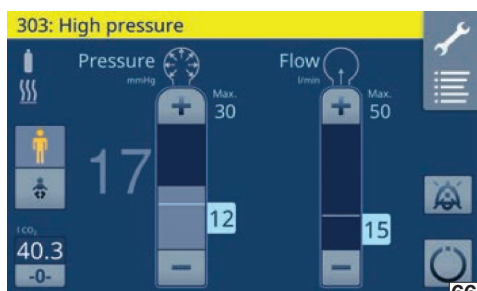 303: High pressure
Pressure
mmHg
Max.
30
17
12
Flow
l/min
Max.
50
15
l CO₂
40.3
-0-
66